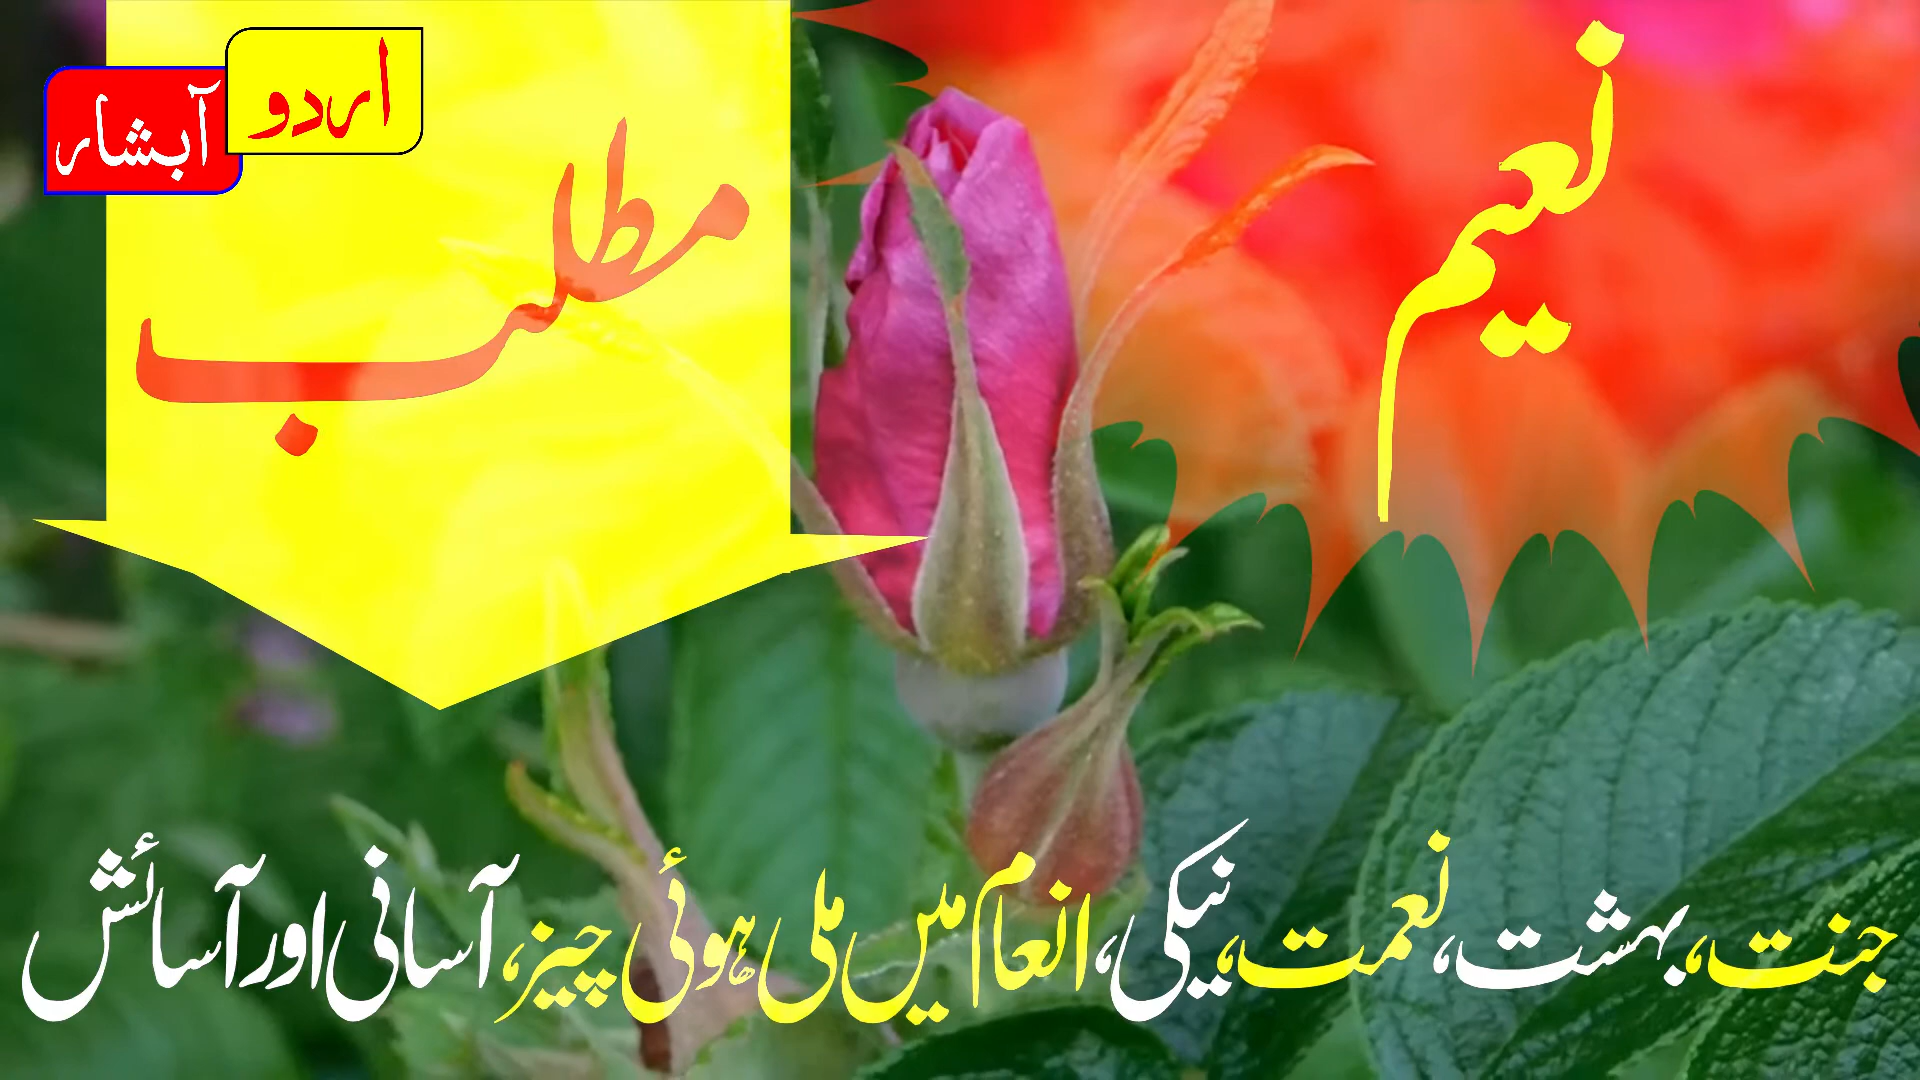 اردو
آبشار
نعیم
مطلب
جنت، بہشت، نعمت، نیکی، انعام میں ملی ہوئی چیز، آسانی اور آسائش